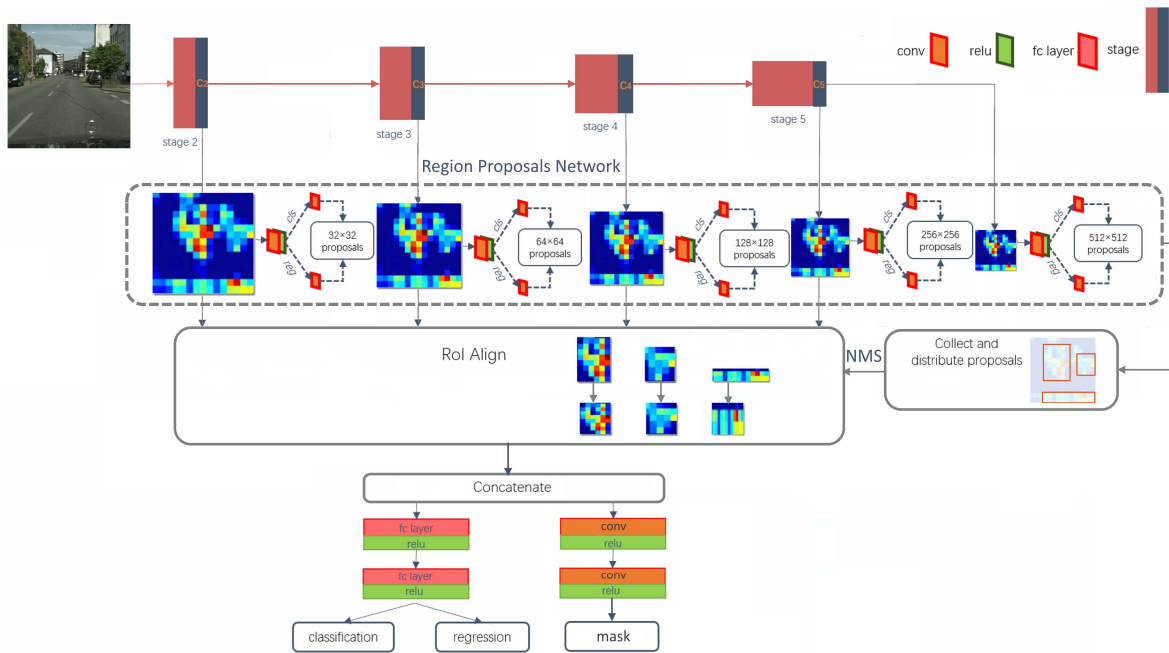 conv
relu
fc layer
stage
C2
C3
C4
C5
stage 2
stage 3
stage 4
stage 5
Region Proposals Network
cls
reg
32×32
proposals
cls
reg
64×64
proposals
cls
reg
128×128
proposals
cls
reg
256×256
proposals
cls
reg
512×512
proposals
RoI Align
NMS
Collect and
distribute proposals
Concatenate
fc layer
relu
fc layer
relu
conv
relu
conv
relu
classification
regression
mask